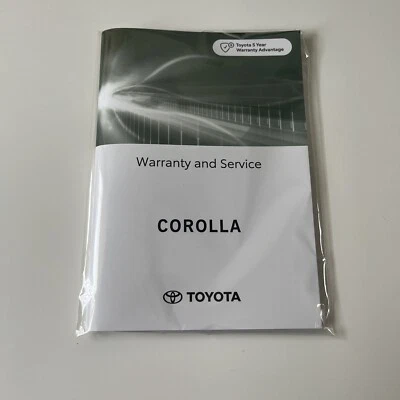 Toyota 5 Year
Warranty Advantage
Warranty and Service
COROLLA
TOYOTA